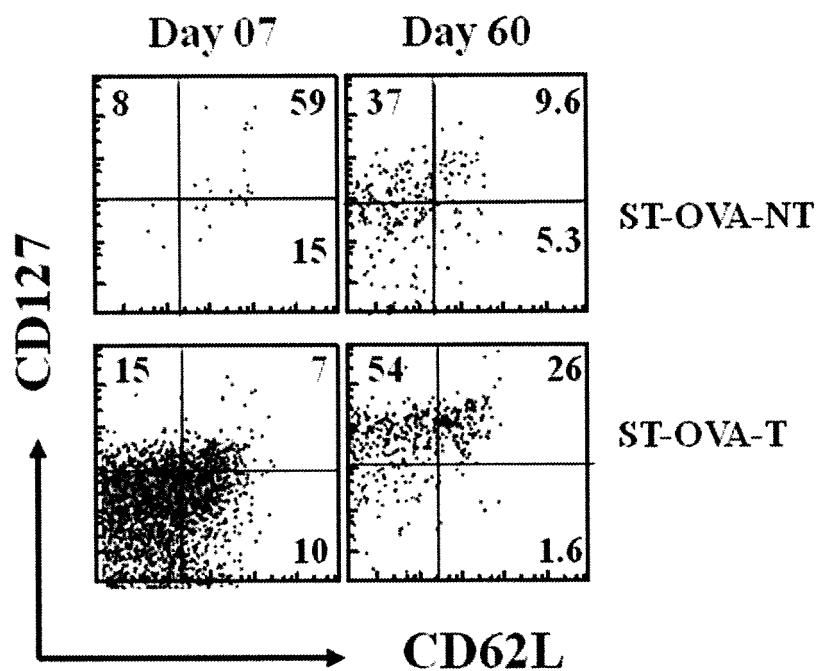 Day 07 Day 60
8 59 37 9.6
ST-OVA-NT
15 5.3
CD127
15 7 54 26
ST-OVA-T
10 1.6
CD62L